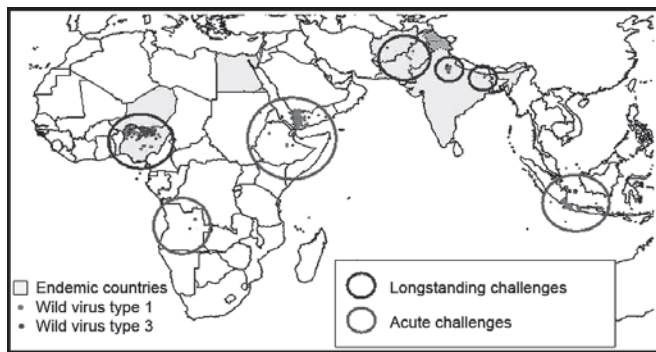 Endemic countries
Wild virus type 1
Wild virus type 3
Longstanding challenges
Acute challenges